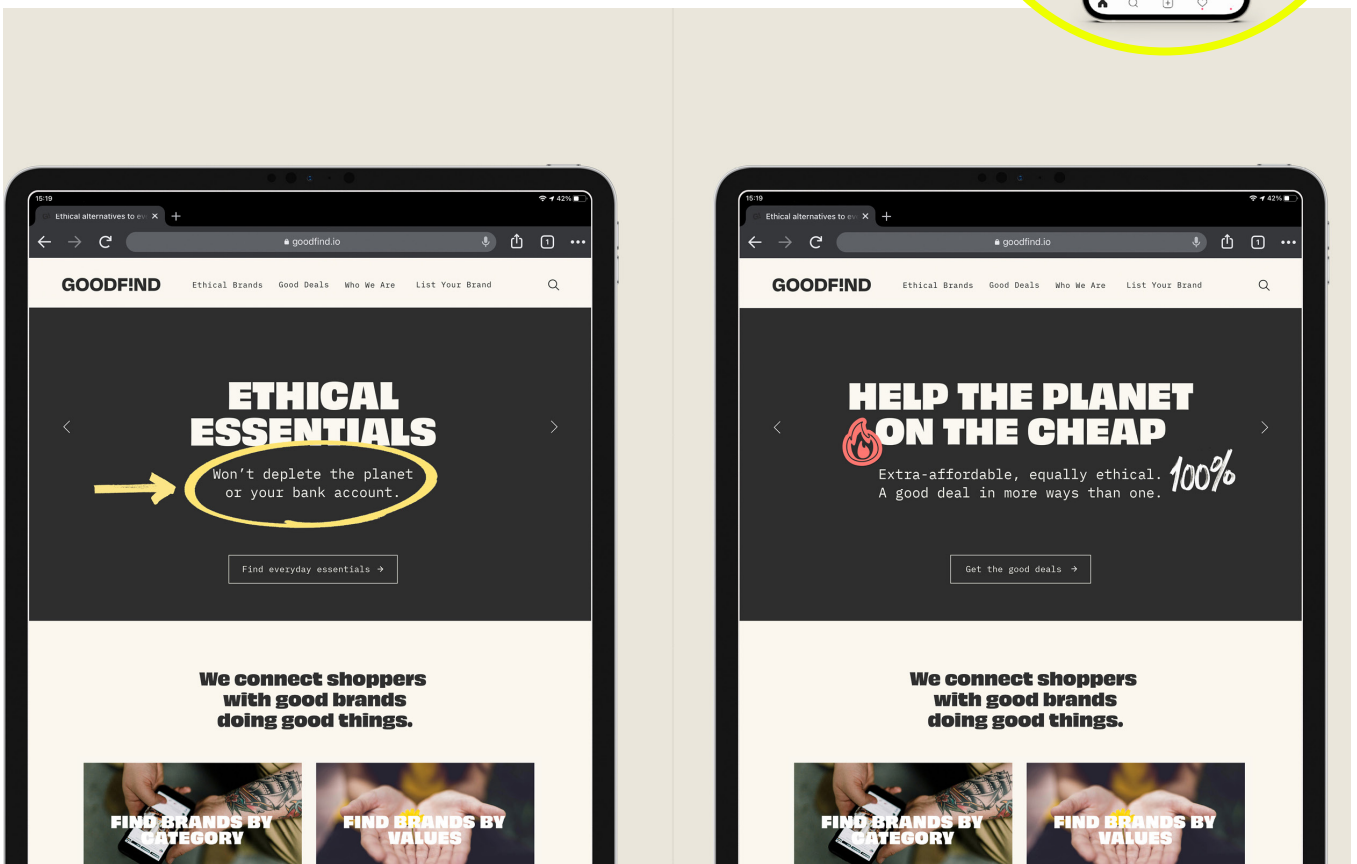 15:19
42%
Ethical alternatives to ev
goodfind.io
1
GOODF!ND
Ethical Brands Good Deals Who We Are List Your Brand
ETHICAL
ESSENTIALS
Won't deplete the planet
or your bank account.
Find everyday essentials →
We connect shoppers
with good brands
doing good things.
FIND BRANDS BY
CATEGORY
FIND BRANDS BY
VALUES
15:19
42%
Ethical alternatives to ev
goodfind.io
1
GOODF!ND
Ethical Brands Good Deals Who We Are List Your Brand
HELP THE PLANET
ON THE CHEAP
Extra-affordable, equally ethical.
A good deal in more ways than one.
100%
Get the good deals →
We connect shoppers
with good brands
doing good things.
FIND BRANDS BY
CATEGORY
FIND BRANDS BY
VALUES